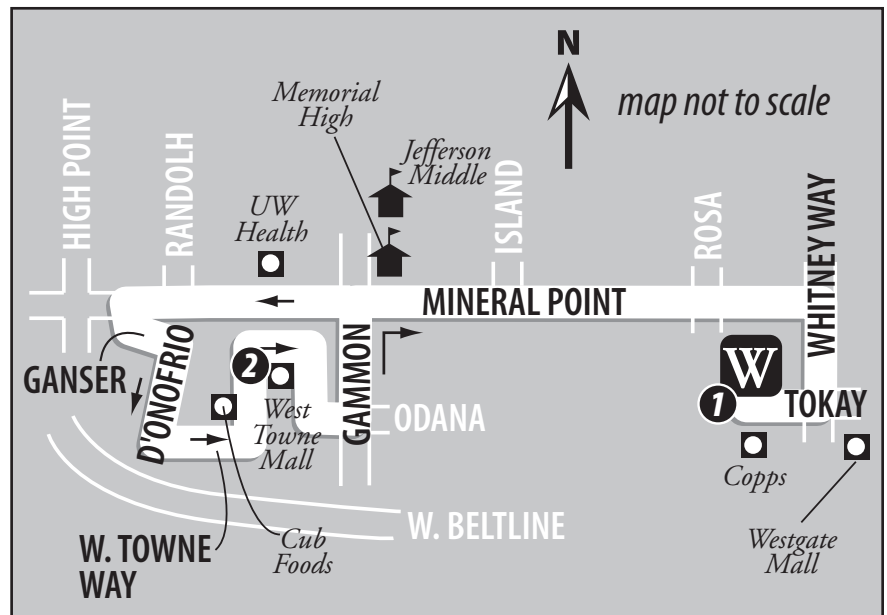 N
map not to scale
Memorial
High
Jefferson
Middle
HIGH POINT
RANDOLH
UW
Health
ISLAND
ROSA
WHITNEY WAY
MINERAL POINT
GANSER
D'ONOFRIO
2
West
Towne
Mall
GAMMON
ODANA
W
1
TOKAY
Copps
Westgate
Mall
W. BELTLINE
W. TOWNE
WAY
Cub
Foods